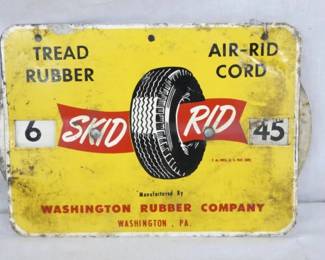 TREAD RUBBER
AIR-RID CORD
6 SKID RID 45
Manufactured By
WASHINGTON RUBBER COMPANY
WASHINGTON, PA.